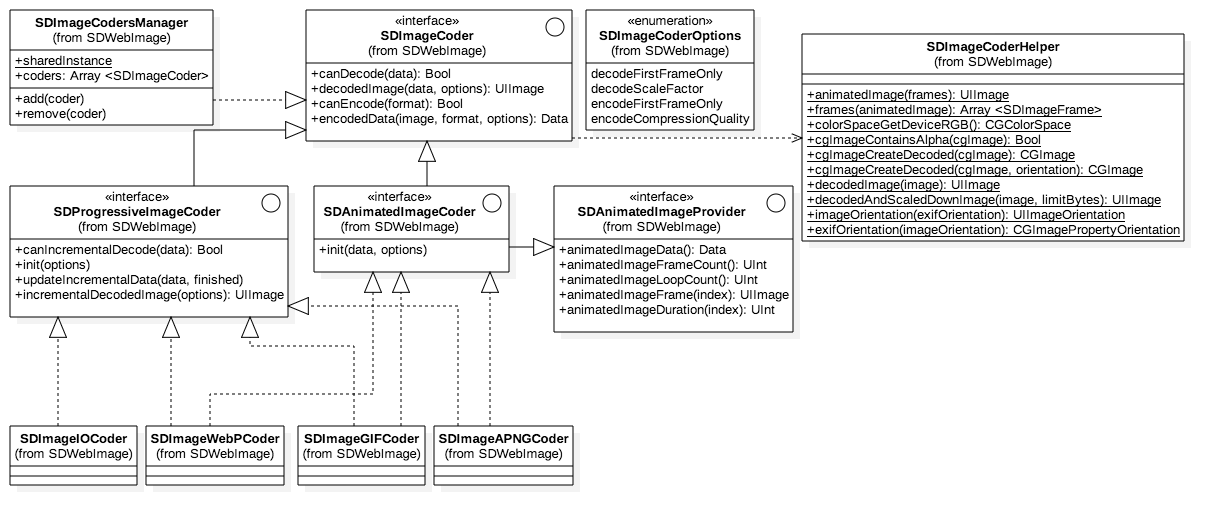 SDImageCodersManager
(from SDWebImage)
+sharedInstance
+coders: Array <SDImageCoder>
+add(coder)
+remove(coder)
«interface»
SDImageCoder
(from SDWebImage)
+canDecode(data): Bool
+decodedImage(data, options): UIImage
+canEncode(format): Bool
+encodedData(image, format, options): Data
«enumeration»
SDImageCoderOptions
(from SDWebImage)
decodeFirstFrameOnly
decodeScaleFactor
encodeFirstFrameOnly
encodeCompressionQuality
SDImageCoderHelper
(from SDWebImage)
+animatedImage(frames): UIImage
+frames(animatedImage): Array <SDImageFrame>
+colorSpaceGetDeviceRGB(): CGColorSpace
+cgImageContainsAlpha(cgImage): Bool
+cgImageCreateDecoded(cgImage): CGImage
+cgImageCreateDecoded(cgImage, orientation): CGImage
+decodedImage(image): UIImage
+decodedAndScaledDownImage(image, limitBytes): UIImage
+imageOrientation(exifOrientation): UIImageOrientation
+exifOrientation(imageOrientation): CGImagePropertyOrientation
«interface»
SDProgressiveImageCoder
(from SDWebImage)
+canIncrementalDecode(data): Bool
+init(options)
+updateIncrementalData(data, finished)
+incrementalDecodedImage(options): UIImage
«interface»
SDAnimatedImageCoder
(from SDWebImage)
+init(data, options)
«interface»
SDAnimatedImageProvider
(from SDWebImage)
+animatedImageData(): Data
+animatedImageFrameCount(): UInt
+animatedImageLoopCount(): UInt
+animatedImageFrame(index): UIImage
+animatedImageDuration(index): UInt
SDImageIOCoder
(from SDWebImage)
SDImageWebPCoder
(from SDWebImage)
SDImageGIFCoder
(from SDWebImage)
SDImageAPNGCoder
(from SDWebImage)